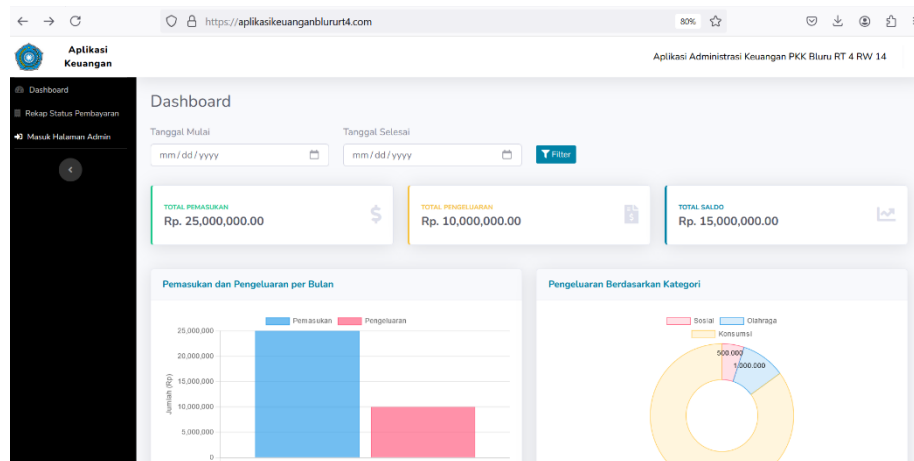 https://aplikasikeuanganblururt4.com
80%
Aplikasi
Keuangan
Aplikasi Administrasi Keuangan PKK Bluru RT 4 RW 14
Dashboard
Rekap Status Pembayaran
Masuk Halaman Admin
Dashboard
Tanggal Mulai
Tanggal Selesai
mm/dd/yyyy
mm/dd/yyyy
Filter
TOTAL PEMASUKAN
Rp. 25,000,000.00
TOTAL PENGELUARAN
Rp. 10,000,000.00
TOTAL SALDO
Rp. 15,000,000.00
Pemasukan dan Pengeluaran per Bulan
Pemasukan Pengeluaran
Jumlah (Rp)
25,000,000
20,000,000
15,000,000
10,000,000
5,000,000
0
Pengeluaran Berdasarkan Kategori
Sosial Olahraga
Konsumsi
500.000
1.000.000